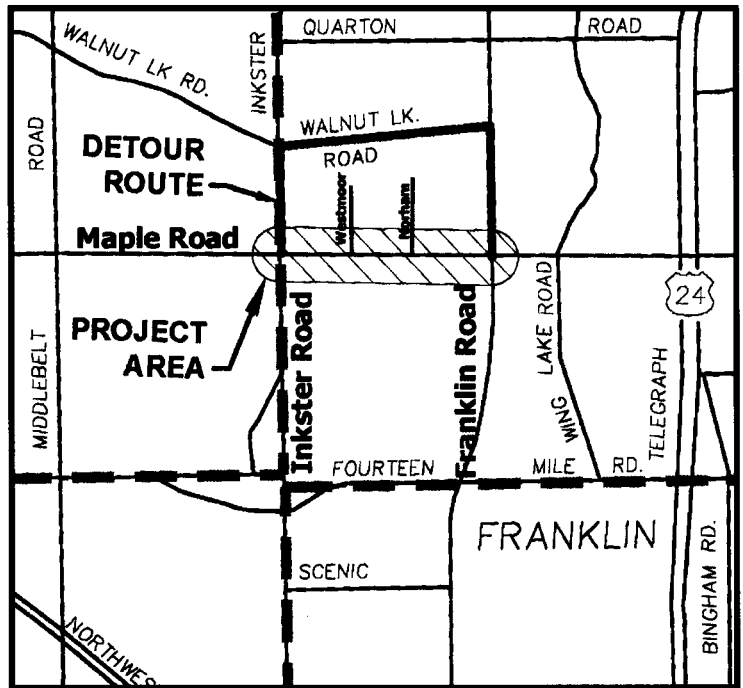 QUARTON ROAD
WALNUT LK RD.
INKSTER
WALNUT LK.
ROAD
ROAD
DETOUR
ROUTE
Westmoor
Norham
Maple Road
24
LAKE ROAD
WING
PROJECT
AREA
MIDDLEBELT
Inkster Road
Franklin Road
TELEGRAPH
FOURTEEN MILE RD.
FRANKLIN
SCENIC
BINGHAM RD.
NORTHWES